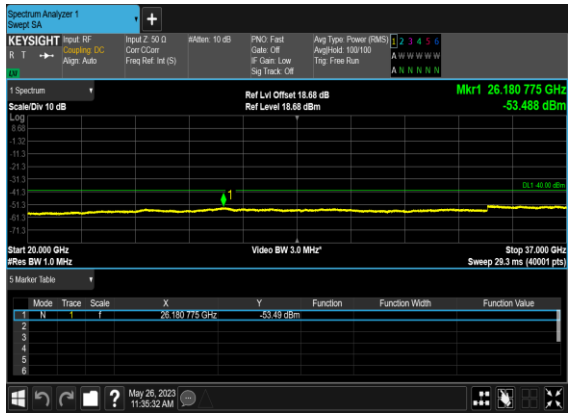 Spectrum Analyzer 1
Swept SA
+
KEYSIGHT Input: RF Input Z: 50 Ω #Atten: 10 dB PNO: Fast Avg Type: Power (RMS) 1 2 3 4 5 6
R T Coupling: DC Corr CCorr Gate: Off Avg|Hold: 100/100 A W W W W W
Align: Auto Freq Ref: Int (S) IF Gain: Low Trig: Free Run
LXI Sig Track: Off A N N N N N
1 Spectrum Ref Lvl Offset 18.68 dB Mkr1 26.180 775 GHz
Scale/Div 10 dB Ref Level 18.68 dBm -53.488 dBm
Log
8.68
-1.32
-11.3
-21.3
-31.3
DL1 -40.00 dBm
-41.3
1
-51.3
-61.3
-71.3
Start 20.000 GHz Video BW 3.0 MHz* Stop 37.000 GHz
#Res BW 1.0 MHz Sweep 29.3 ms (40001 pts)
5 Marker Table
Mode Trace Scale X Y Function Function Width Function Value
1 N 1 f 26.180 775 GHz -53.49 dBm
2
3
4
5
6
? May 26, 2023
11:35:32 AM